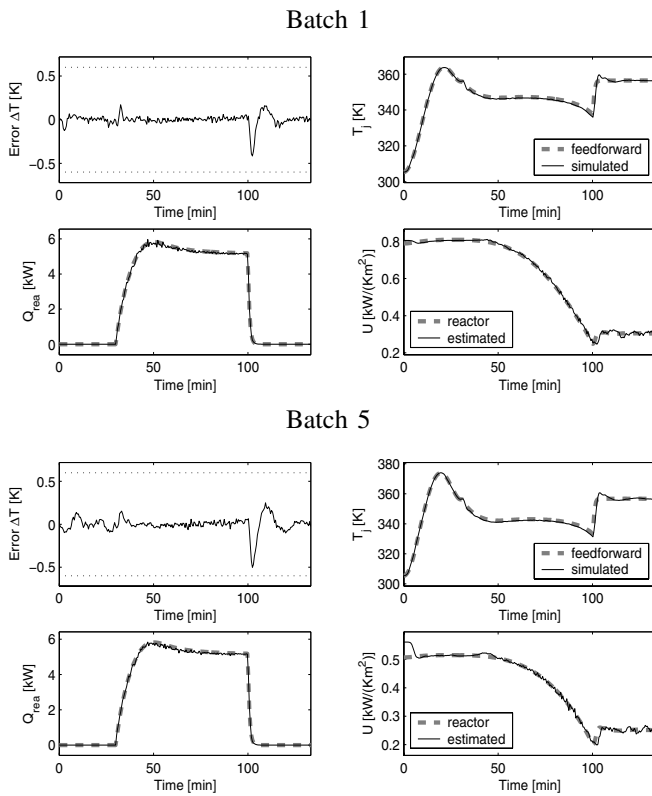 Batch 1
Error ΔT [K]
0.5
0
−0.5
0
50
100
Time [min]
T_j [K]
360
340
320
300
0
50
100
Time [min]
feedforward
simulated
Q_rea [kW]
6
4
2
0
0
50
100
Time [min]
U [kW/(Km²)]
0.8
0.6
0.4
0.2
0
50
100
Time [min]
reactor
estimated
Batch 5
Error ΔT [K]
0.5
0
−0.5
0
50
100
Time [min]
T_j [K]
380
360
340
320
300
0
50
100
Time [min]
feedforward
simulated
Q_rea [kW]
6
4
2
0
0
50
100
Time [min]
U [kW/(Km²)]
0.5
0.4
0.3
0.2
0
50
100
Time [min]
reactor
estimated